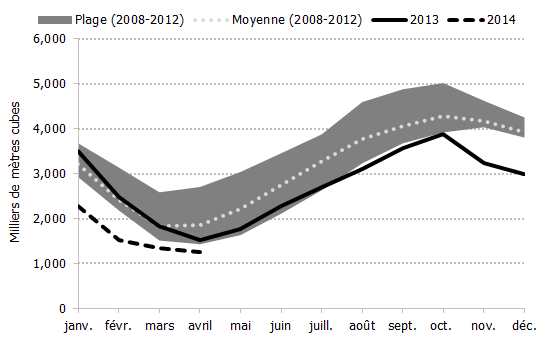 Plage (2008-2012) Moyenne (2008-2012) 2013 2014
6,000
5,000
4,000
3,000
2,000
1,000
0
Milliers de mètres cubes
janv. févr. mars avril mai juin juill. août sept. oct. nov. déc.